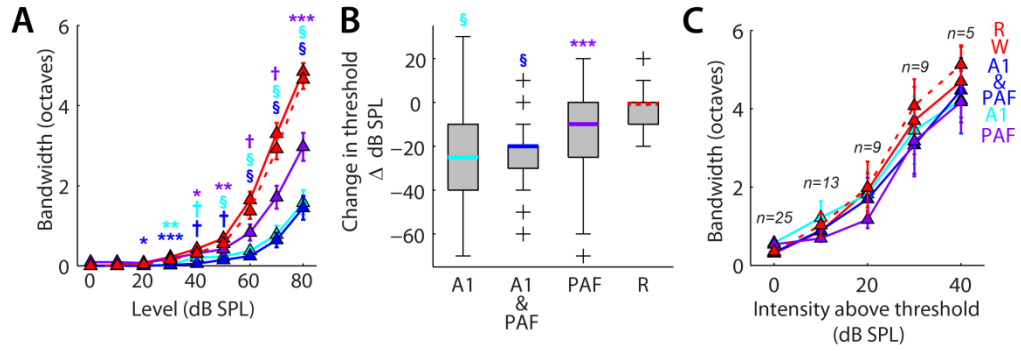 A
Bandwidth (octaves)
6
4
2
0
***
§
§
†
§
§
†
§
§
**
§
†
*
†
†
**
***
*
0
20
40
60
80
Level (dB SPL)
B
Change in threshold
Δ dB SPL
20
0
−20
−40
−60
§
§
***
A1
A1
&
PAF
PAF
R
C
Bandwidth (octaves)
6
4
2
0
n=25
n=13
n=9
n=9
n=5
0
20
40
Intensity above threshold
(dB SPL)
R
W
A1
&
PAF
A1
PAF